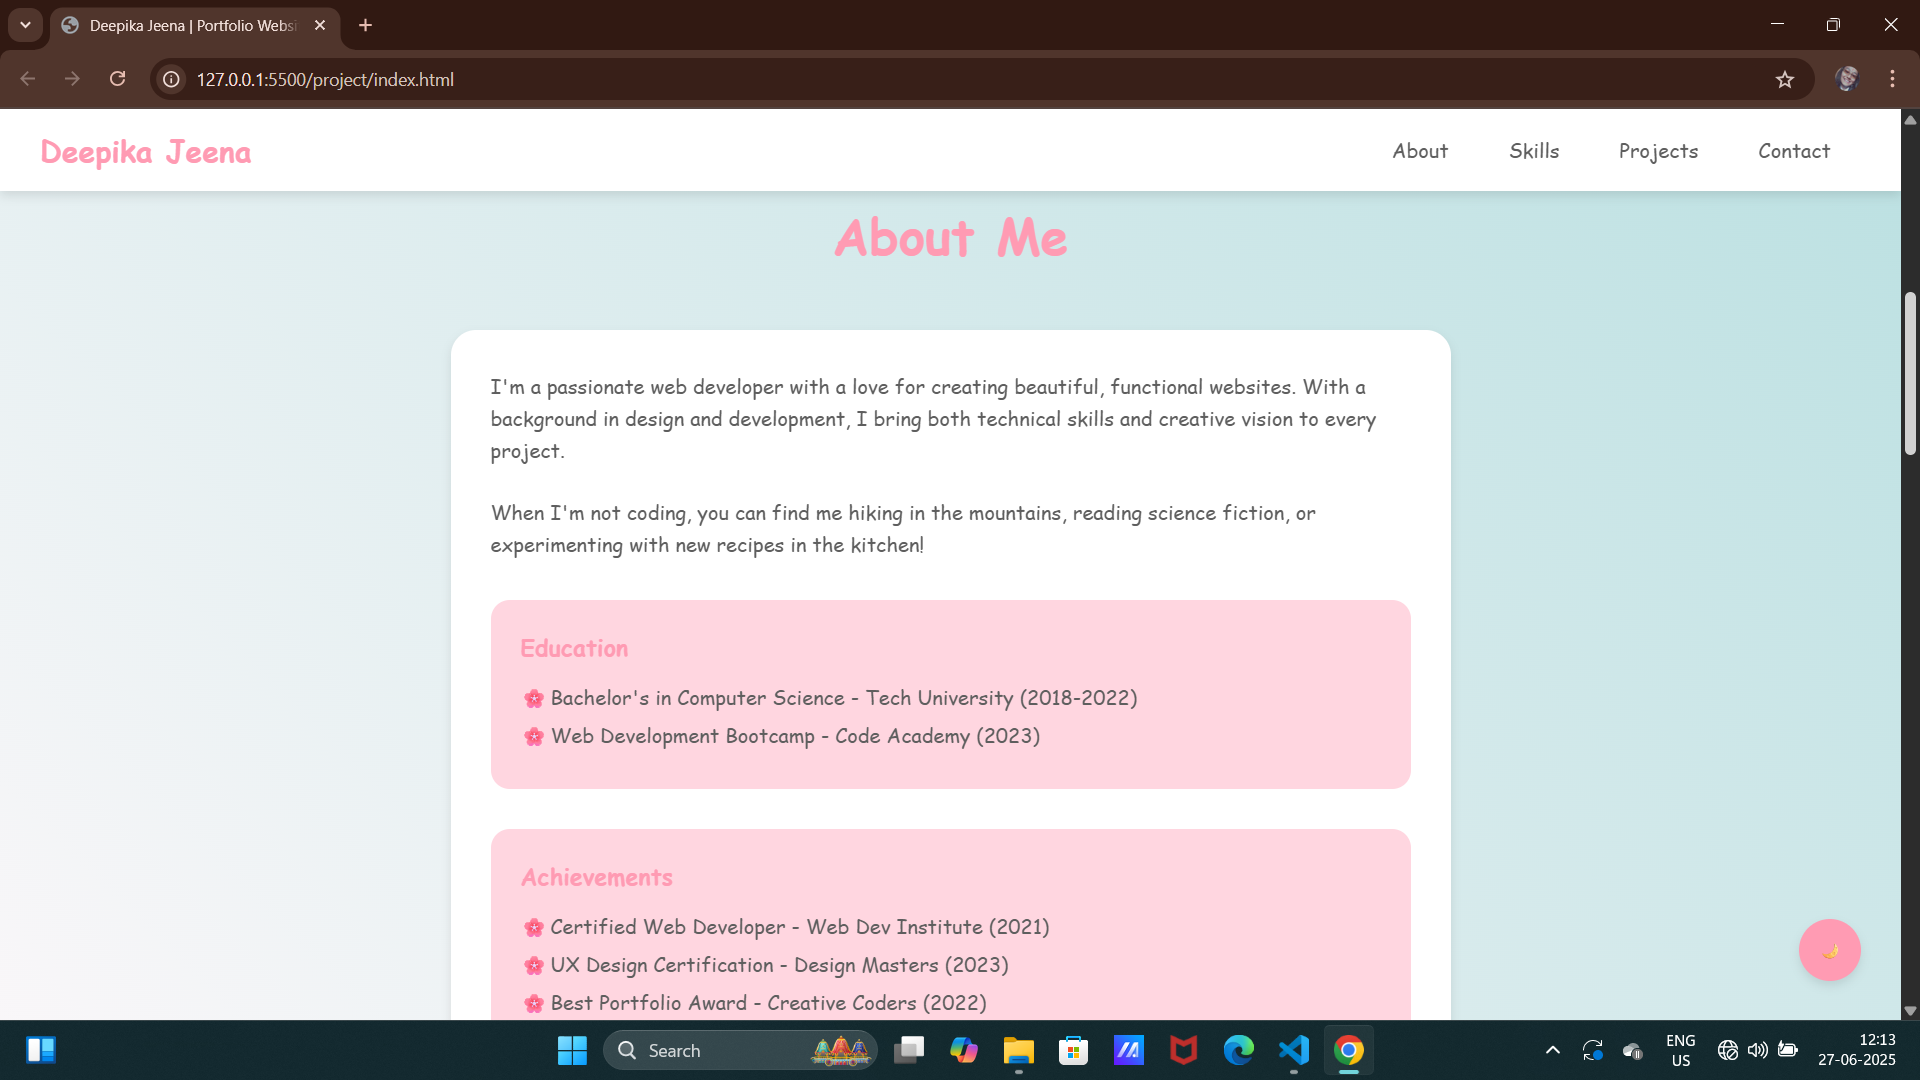 Deepika Jeena | Portfolio Websi
127.0.0.1:5500/project/index.html
Deepika Jeena
About
Skills
Projects
Contact
About Me
I'm a passionate web developer with a love for creating beautiful, functional websites. With a
background in design and development, I bring both technical skills and creative vision to every
project.
When I'm not coding, you can find me hiking in the mountains, reading science fiction, or
experimenting with new recipes in the kitchen!
Education
🌸 Bachelor's in Computer Science - Tech University (2018-2022)
🌸 Web Development Bootcamp - Code Academy (2023)
Achievements
🌸 Certified Web Developer - Web Dev Institute (2021)
🌸 UX Design Certification - Design Masters (2023)
🌸 Best Portfolio Award - Creative Coders (2022)
Search
ENG
US
12:13
27-06-2025